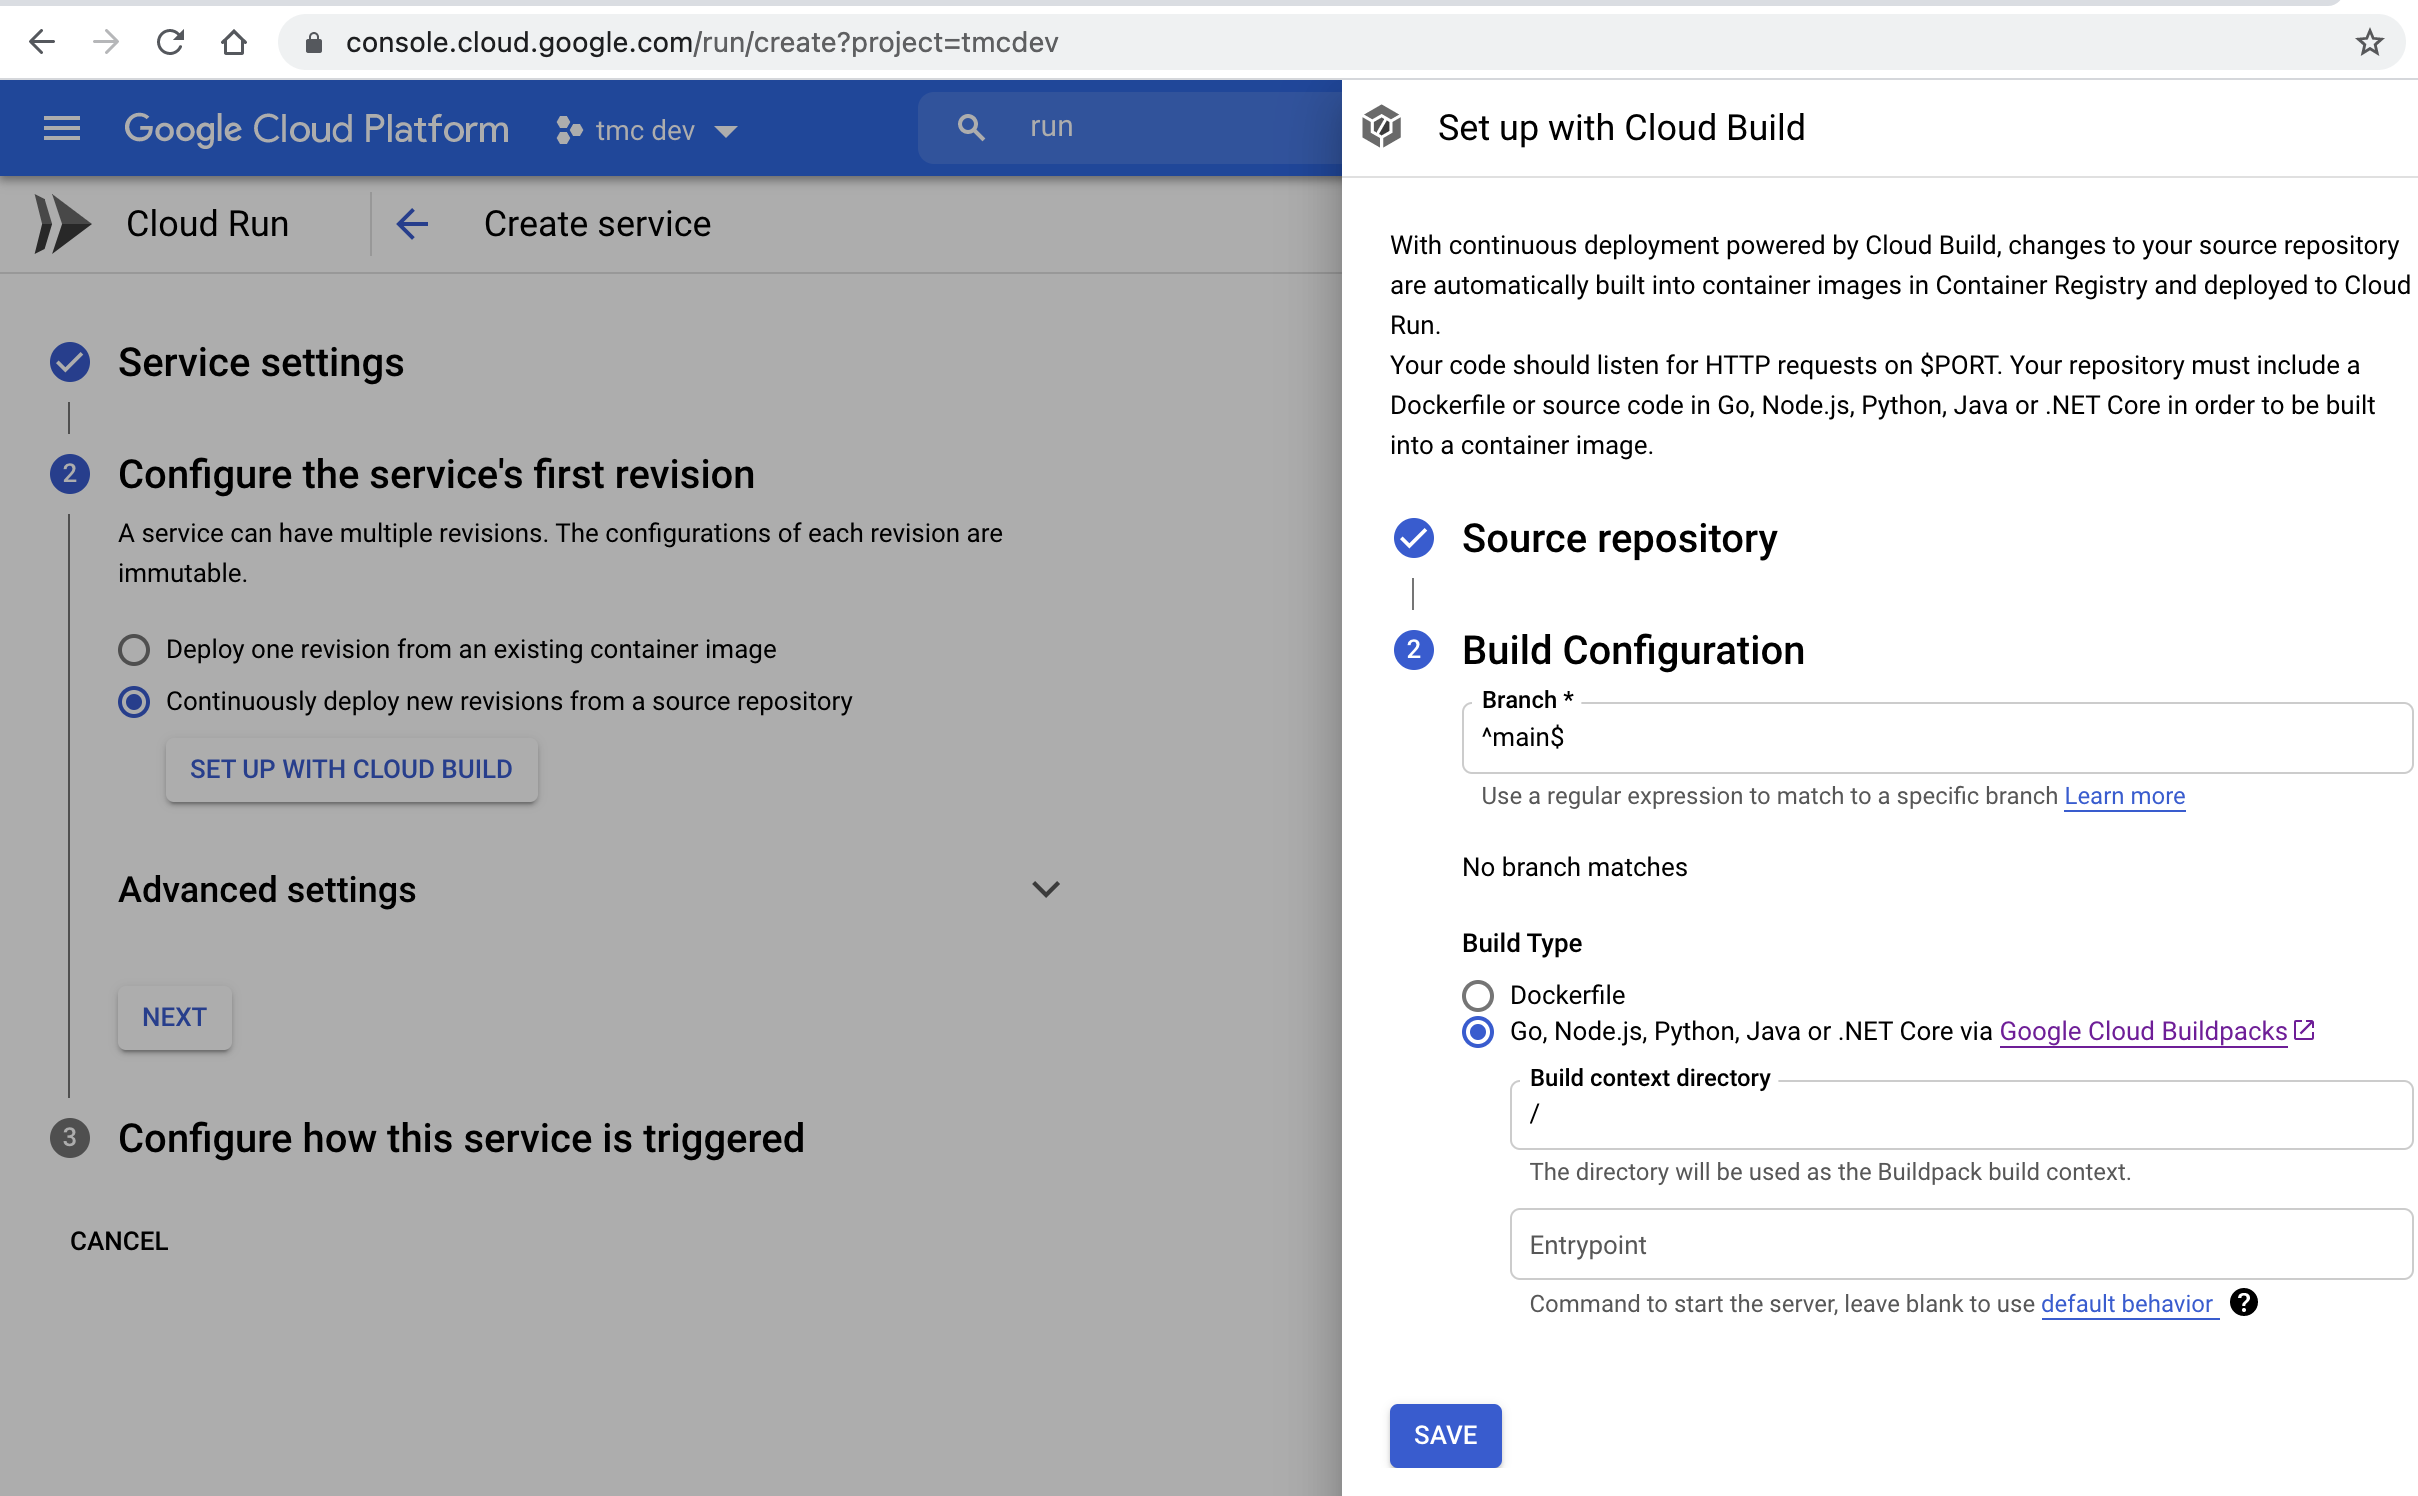 console.cloud.google.com/run/create?project=tmcdev
Google Cloud Platform
tmc dev
run
Cloud Run
Create service
Service settings
2
Configure the service's first revision
A service can have multiple revisions. The configurations of each revision are
immutable.
Deploy one revision from an existing container image
Continuously deploy new revisions from a source repository
SET UP WITH CLOUD BUILD
Advanced settings
NEXT
3
Configure how this service is triggered
CANCEL
Set up with Cloud Build
With continuous deployment powered by Cloud Build, changes to your source repository
are automatically built into container images in Container Registry and deployed to Cloud
Run.
Your code should listen for HTTP requests on $PORT. Your repository must include a
Dockerfile or source code in Go, Node.js, Python, Java or .NET Core in order to be built
into a container image.
Source repository
2
Build Configuration
Branch *
^main$
Use a regular expression to match to a specific branch Learn more
No branch matches
Build Type
Dockerfile
Go, Node.js, Python, Java or .NET Core via Google Cloud Buildpacks
Build context directory
/
The directory will be used as the Buildpack build context.
Entrypoint
Command to start the server, leave blank to use default behavior ?
SAVE